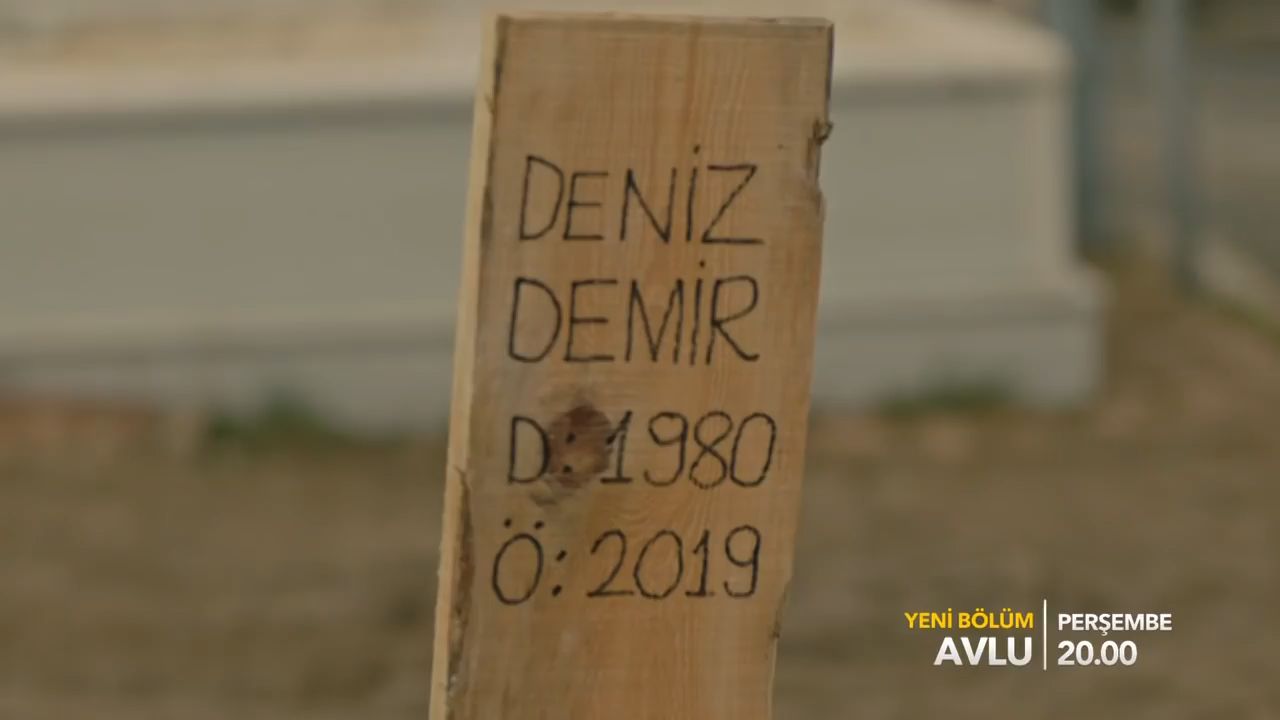 DENİZ
DEMİR
D: 1980
Ö: 2019
YENİ BÖLÜM
AVLU
PERŞEMBE
20.00